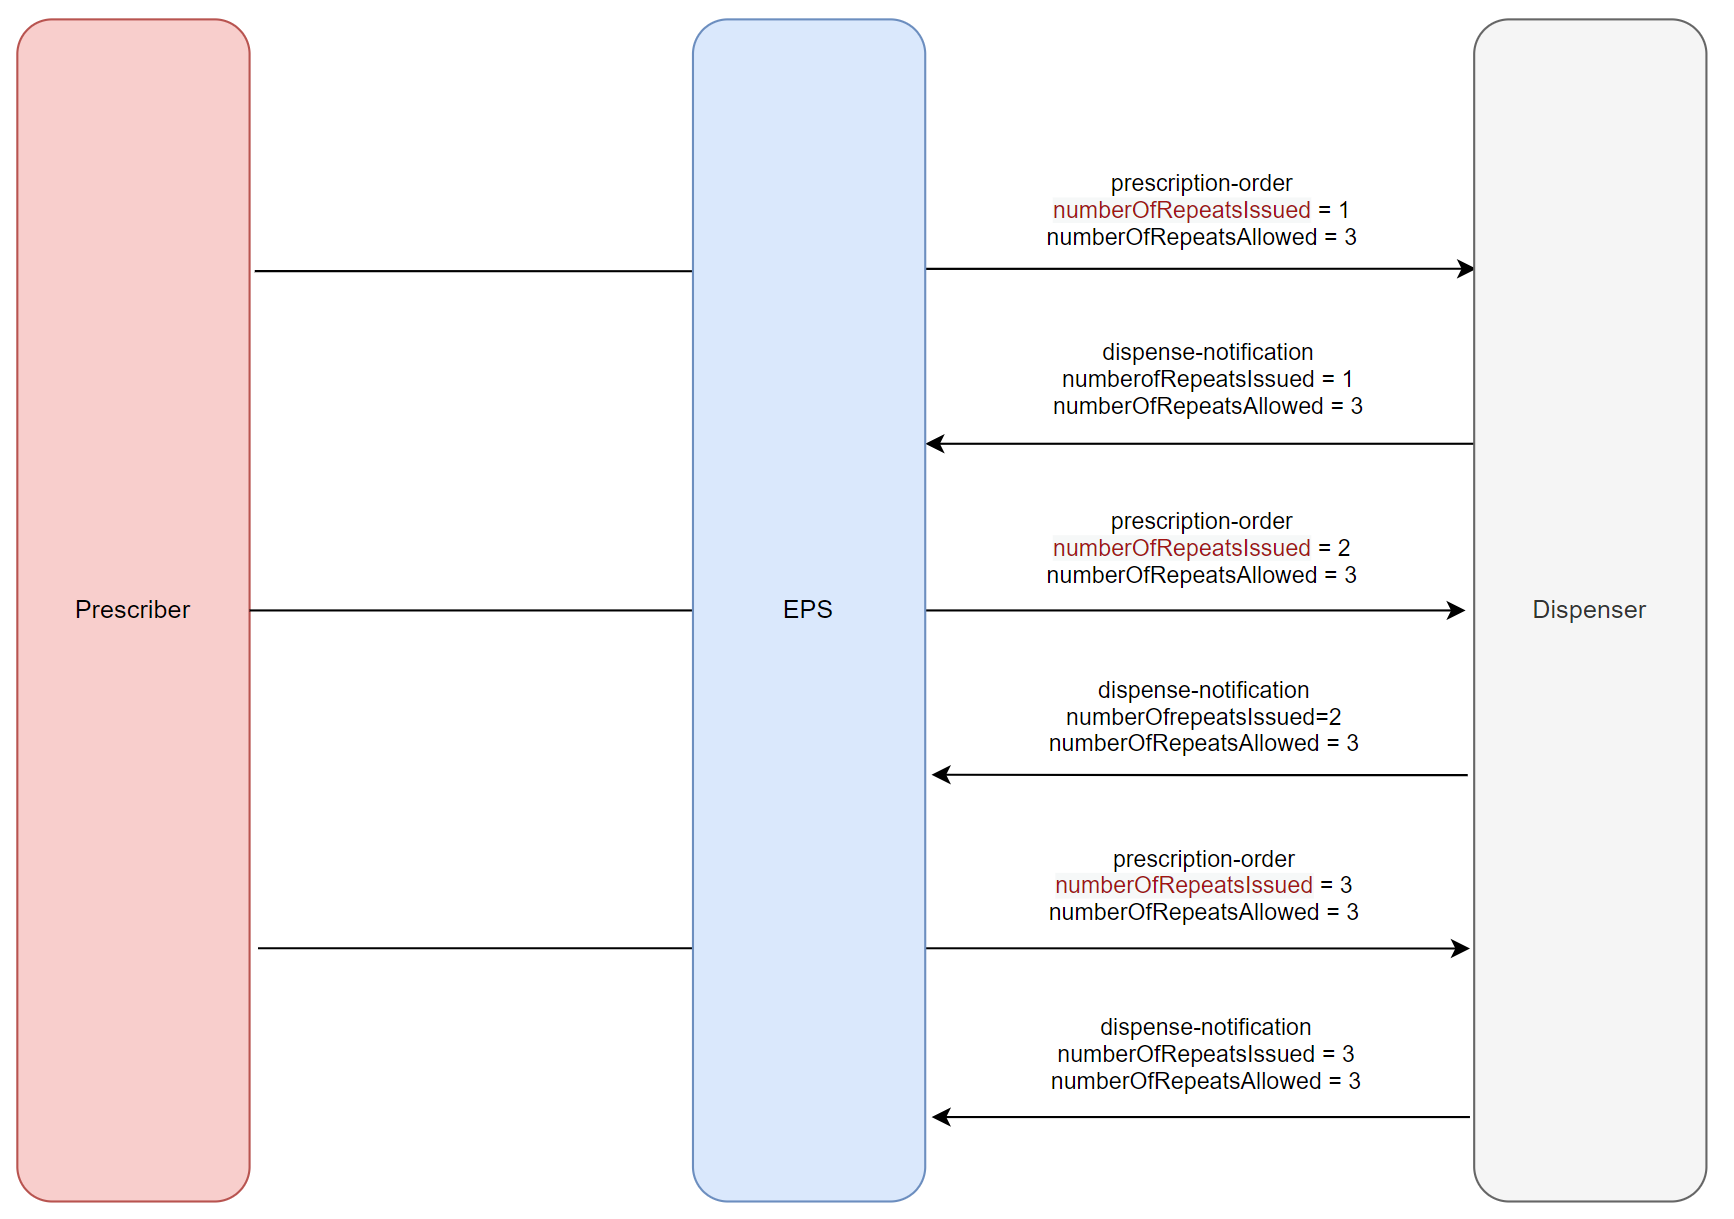 prescription-order
numberOfRepeatsIssued = 1
numberOfRepeatsAllowed = 3
dispense-notification
numberofRepeatsIssued = 1
numberOfRepeatsAllowed = 3
prescription-order
numberOfRepeatsIssued = 2
numberOfRepeatsAllowed = 3
Prescriber
EPS
Dispenser
dispense-notification
numberOfrepeatsIssued=2
numberOfRepeatsAllowed = 3
prescription-order
numberOfRepeatsIssued = 3
numberOfRepeatsAllowed = 3
dispense-notification
numberOfRepeatsIssued = 3
numberOfRepeatsAllowed = 3